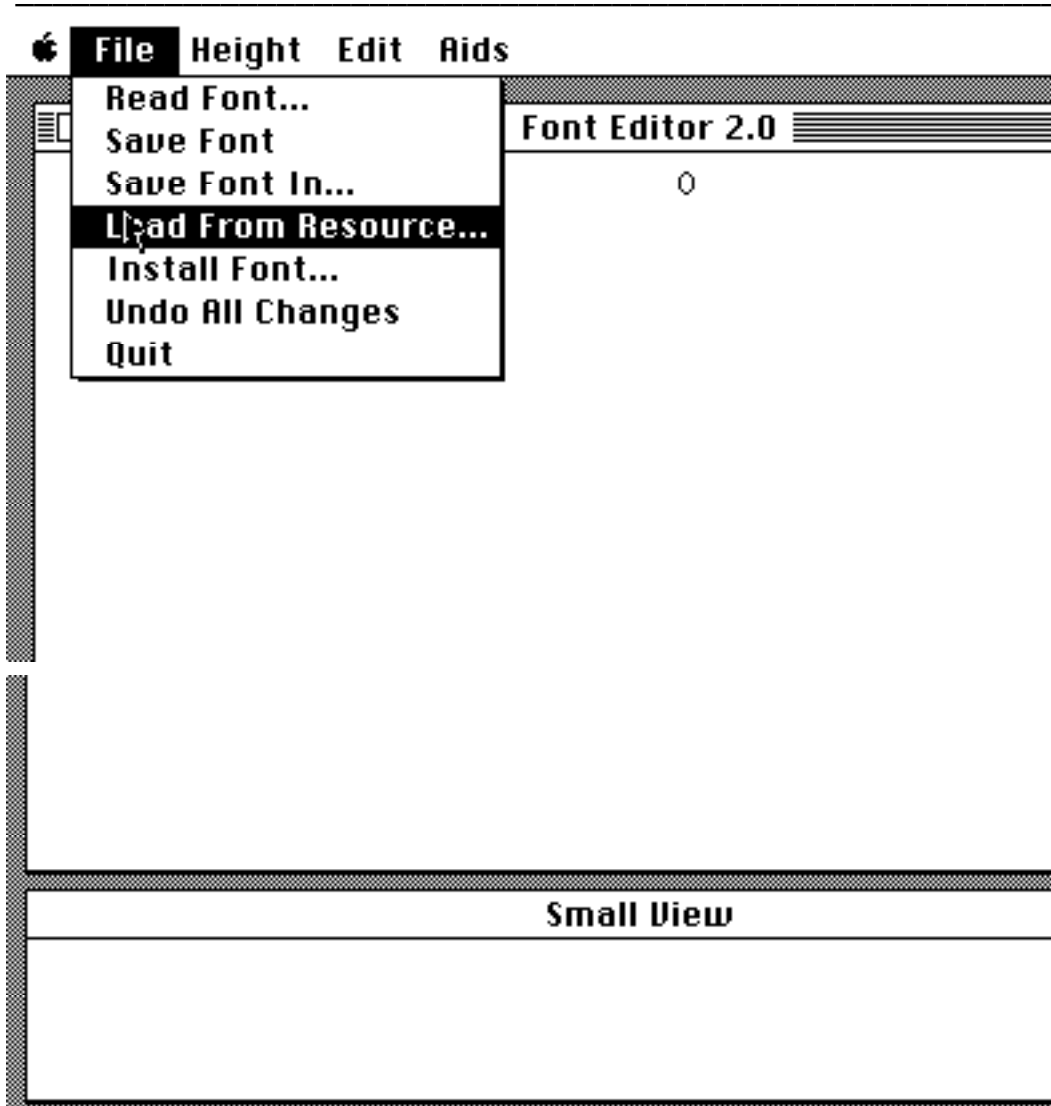 File Height Edit Aids
Read Font...
Font Editor 2.0
Save Font
Save Font In...
0
Load From Resource...
Install Font...
Undo All Changes
Quit
Small View